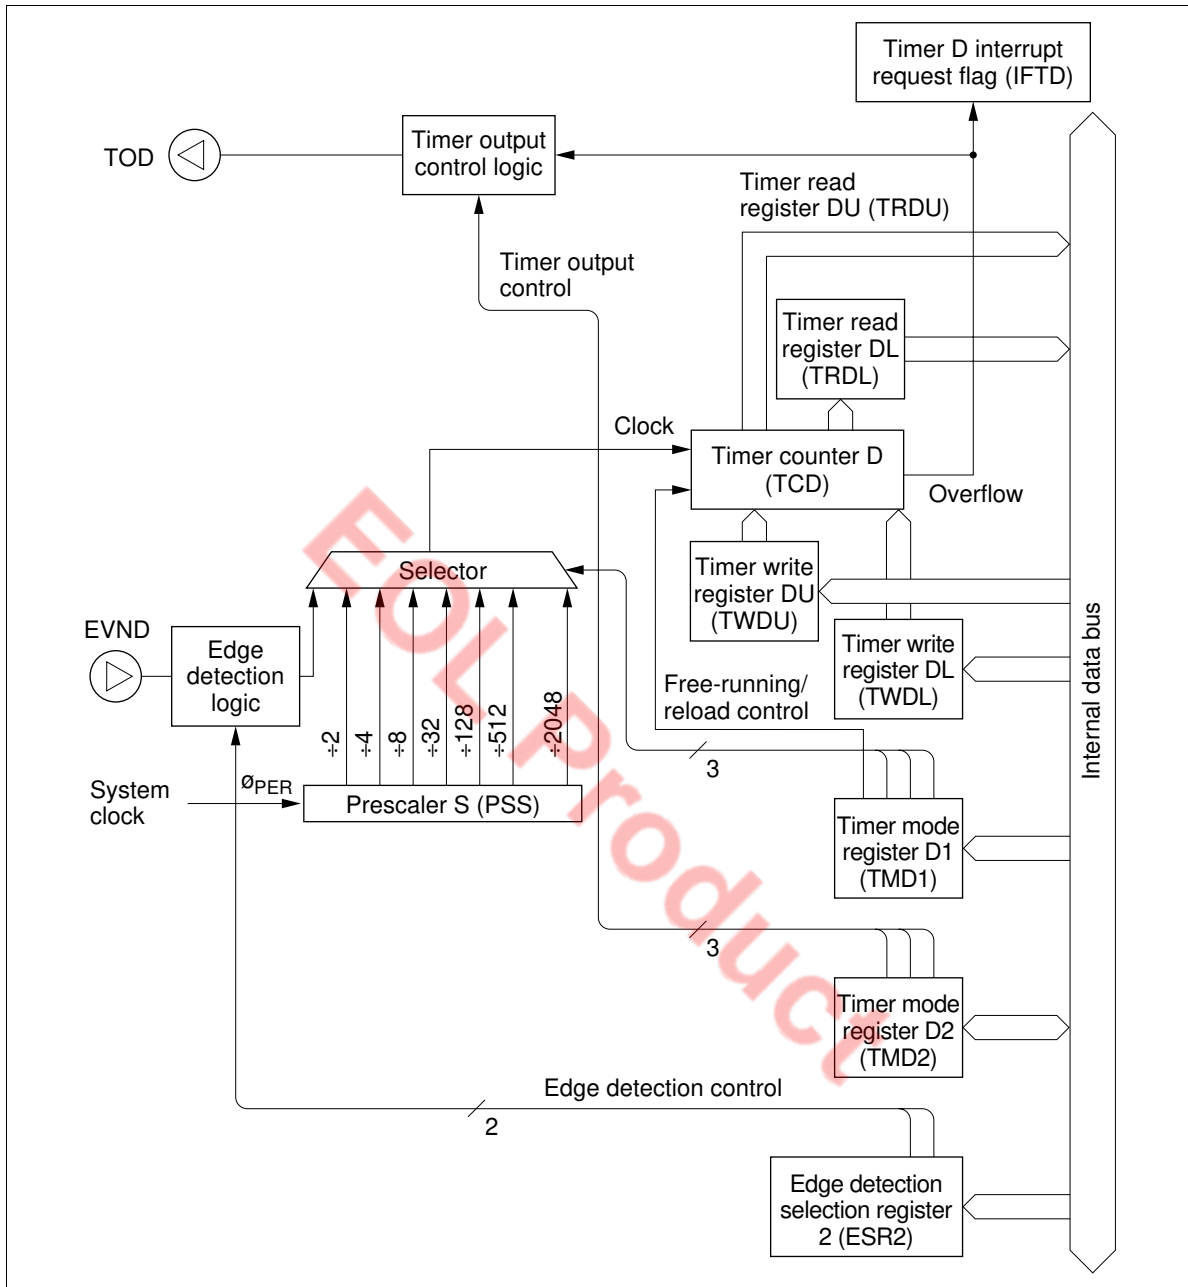 Timer D interrupt
request flag (IFTD)
TOD
Timer output
control logic
Timer read
register DU (TRDU)
Timer output
control
Timer read
register DL
(TRDL)
Clock
Timer counter D
(TCD)
Overflow
Selector
Timer write
register DU
(TWDU)
EVND
Edge
detection
logic
Timer write
register DL
(TWDL)
Free-running/
reload control
÷2
÷4
÷8
÷32
÷128
÷512
÷2048
3
System
clock
øPER
Prescaler S (PSS)
Timer mode
register D1
(TMD1)
3
Timer mode
register D2
(TMD2)
Edge detection control
2
Edge detection
selection register
2 (ESR2)
Internal data bus
EOL Product